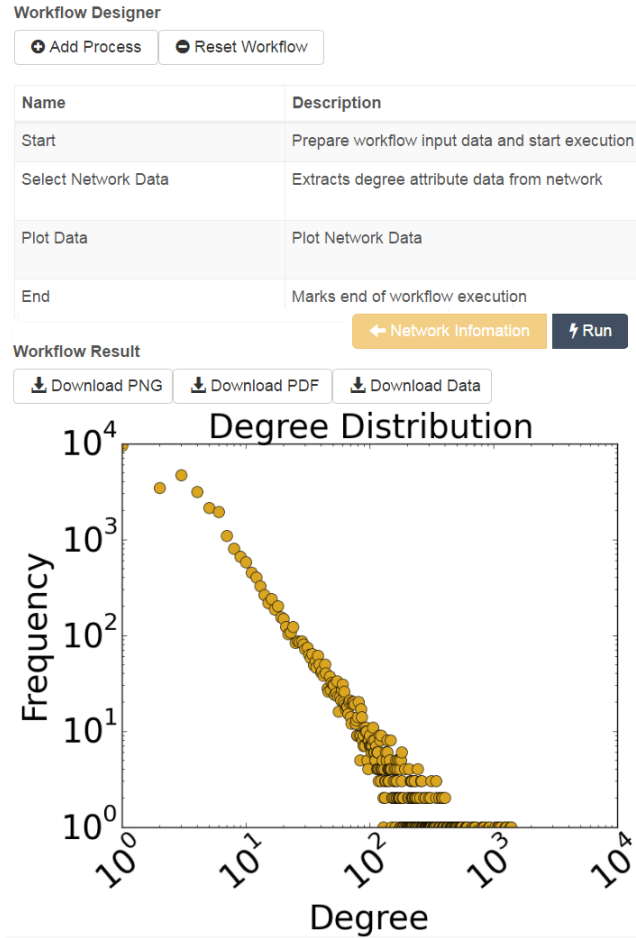 Workflow Designer
Add Process Reset Workflow
Name Description
Start Prepare workflow input data and start execution
Select Network Data Extracts degree attribute data from network
Plot Data Plot Network Data
End Marks end of workflow execution
Network Infomation Run
Workflow Result
Download PNG Download PDF Download Data
Degree Distribution
10^4
10^3
10^2
10^1
10^0
Frequency
10^0 10^1 10^2 10^3 10^4
Degree